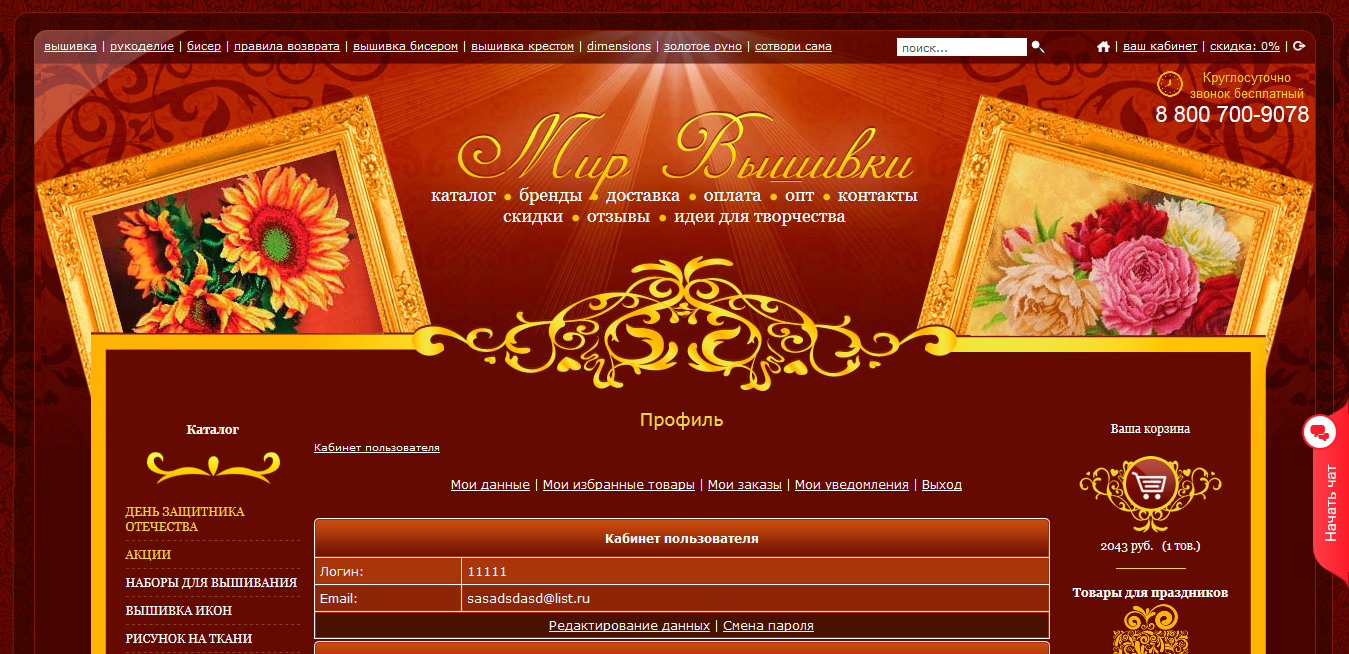 вышивка | рукоделие | бисер | правила возврата | вышивка бисером | вышивка крестом | dimensions | золотое руно | сотвори сама
поиск...
| ваш кабинет | скидка: 0% |
Круглосуточно
звонок бесплатный
8 800 700-9078
Мир Вышивки
каталог • бренды • доставка • оплата • опт • контакты
скидки • отзывы • идеи для творчества
Профиль
Каталог
ДЕНЬ ЗАЩИТНИКА
ОТЕЧЕСТВА
АКЦИИ
НАБОРЫ ДЛЯ ВЫШИВАНИЯ
ВЫШИВКА ИКОН
РИСУНОК НА ТКАНИ
Кабинет пользователя
Мои данные | Мои избранные товары | Мои заказы | Мои уведомления | Выход
Кабинет пользователя
Логин: 11111
Email: sasadsdasd@list.ru
Редактирование данных | Смена пароля
Ваша корзина
2043 руб. (1 тов.)
Товары для праздников
Начать чат